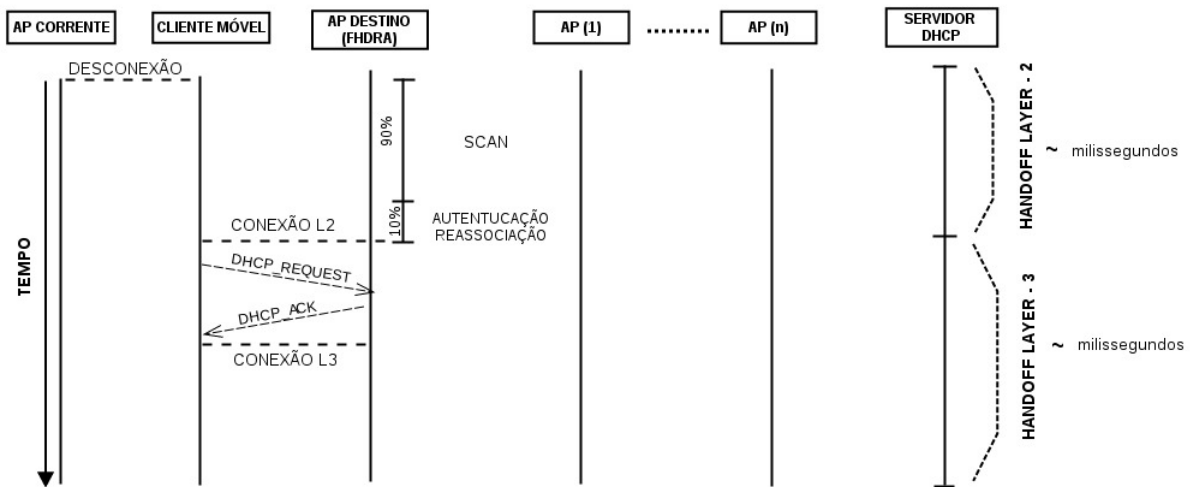 AP CORRENTE
CLIENTE MÓVEL
AP DESTINO
(FHDRA)
AP (1)
AP (n)
SERVIDOR
DHCP
DESCONEXÃO
90%
SCAN
10%
AUTENTUCAÇÃO
REASSOCIAÇÃO
CONEXÃO L2
DHCP_REQUEST
DHCP_ACK
CONEXÃO L3
TEMPO
HANDOFF LAYER - 2
~ milissegundos
HANDOFF LAYER - 3
~ milissegundos